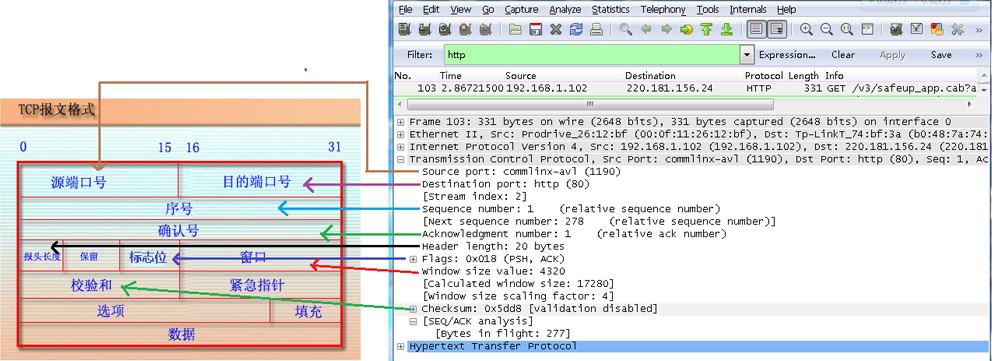 File Edit View Go Capture Analyze Statistics Telephony Tools Internals Help
Filter: http Expression... Clear Apply Save
No. Time Source Destination Protocol Length Info
103 2.86721500 192.168.1.102 220.181.156.24 HTTP 331 GET /v3/safeup_app.cab?a
Frame 103: 331 bytes on wire (2648 bits), 331 bytes captured (2648 bits) on interface 0
Ethernet II, Src: Prodrive_26:12:bf (00:0f:11:26:12:bf), Dst: Tp-LinkT_74:bf:3a (b0:48:7a:74:
Internet Protocol Version 4, Src: 192.168.1.102 (192.168.1.102), Dst: 220.181.156.24 (220.181
Transmission Control Protocol, Src Port: commlinx-avl (1190), Dst Port: http (80), Seq: 1, Ac
Source port: commlinx-avl (1190)
Destination port: http (80)
[Stream index: 2]
Sequence number: 1 (relative sequence number)
[Next sequence number: 278 (relative sequence number)]
Acknowledgment number: 1 (relative ack number)
Header length: 20 bytes
Flags: 0x018 (PSH, ACK)
Window size value: 4320
[Calculated window size: 17280]
[Window size scaling factor: 4]
Checksum: 0x5dd8 [validation disabled]
[SEQ/ACK analysis]
[Bytes in flight: 277]
Hypertext Transfer Protocol
TCP报文格式
0 15 16 31
源端口号 目的端口号
序号
确认号
报头长度 保留 标志位 窗口
校验和 紧急指针
选项 填充
数据